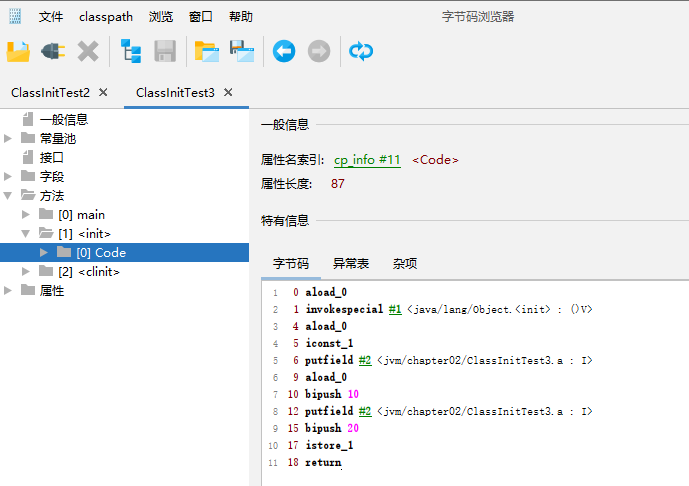 文件 classpath 浏览 窗口 帮助 字节码浏览器
ClassInitTest2 ClassInitTest3
一般信息
常量池
接口
字段
方法
[0] main
[1] <init>
[0] Code
[2] <clinit>
属性
一般信息
属性名索引: cp_info #11 <Code>
属性长度: 87
特有信息
字节码 异常表 杂项
1 0 aload_0
2 1 invokespecial #1 <java/lang/Object.<init> : ()V>
3 4 aload_0
4 5 iconst_1
5 6 putfield #2 <jvm/chapter02/ClassInitTest3.a : I>
6 9 aload_0
7 10 bipush 10
8 12 putfield #2 <jvm/chapter02/ClassInitTest3.a : I>
9 15 bipush 20
10 17 istore_1
11 18 return